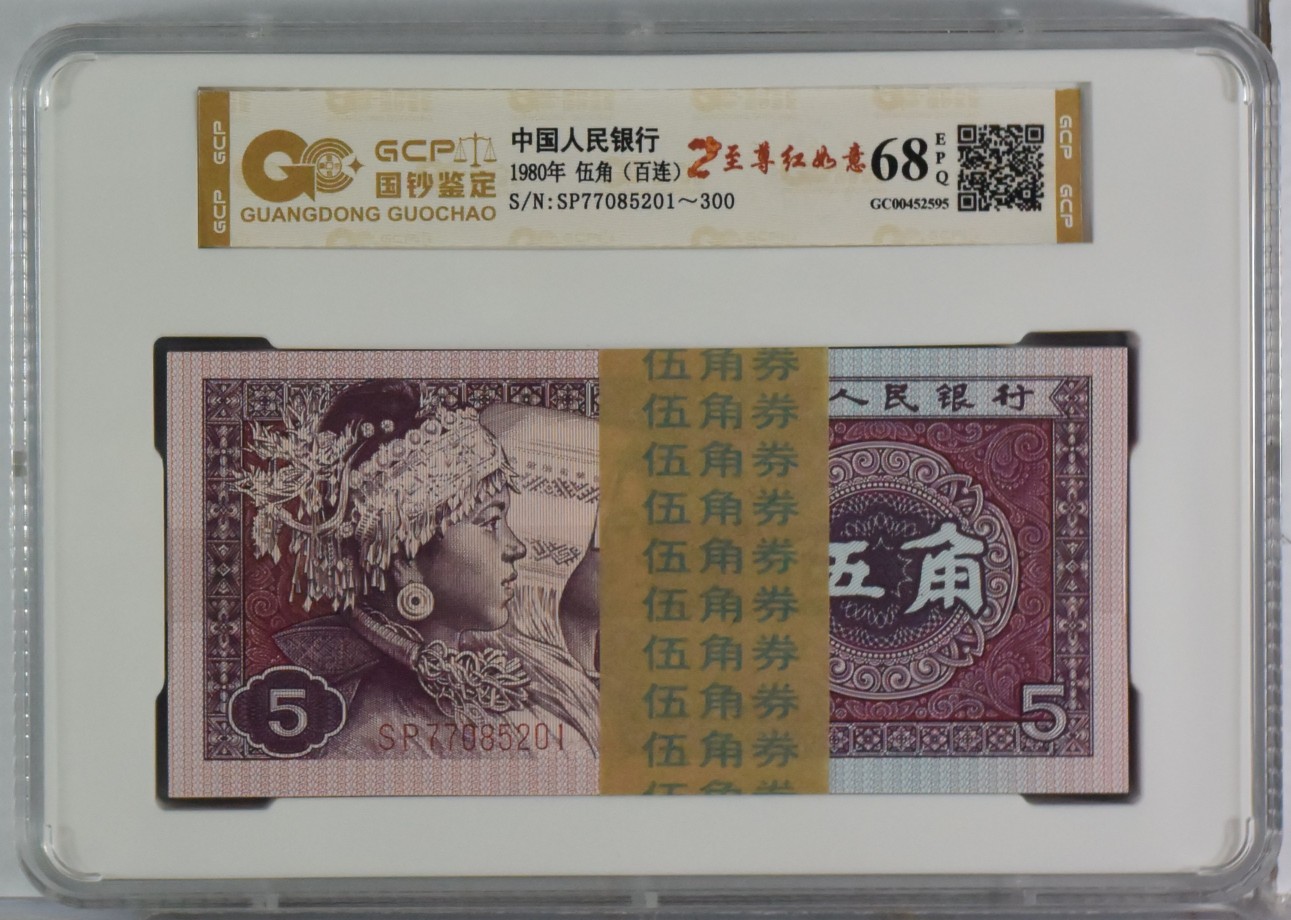 GCP
GCP
GCP
国钞鉴定
GUANGDONG GUOCHAO
中国人民银行
1980年 伍角（百连）
S/N:SP77085201～300
至尊红如意
68
EPQ
GC00452595
GCP
GCP
伍角券
伍角券
伍角券
伍角券
伍角券
伍角券
伍角券
伍角券
伍角券
伍角券
人民银行
伍角
5
SP77085201
5